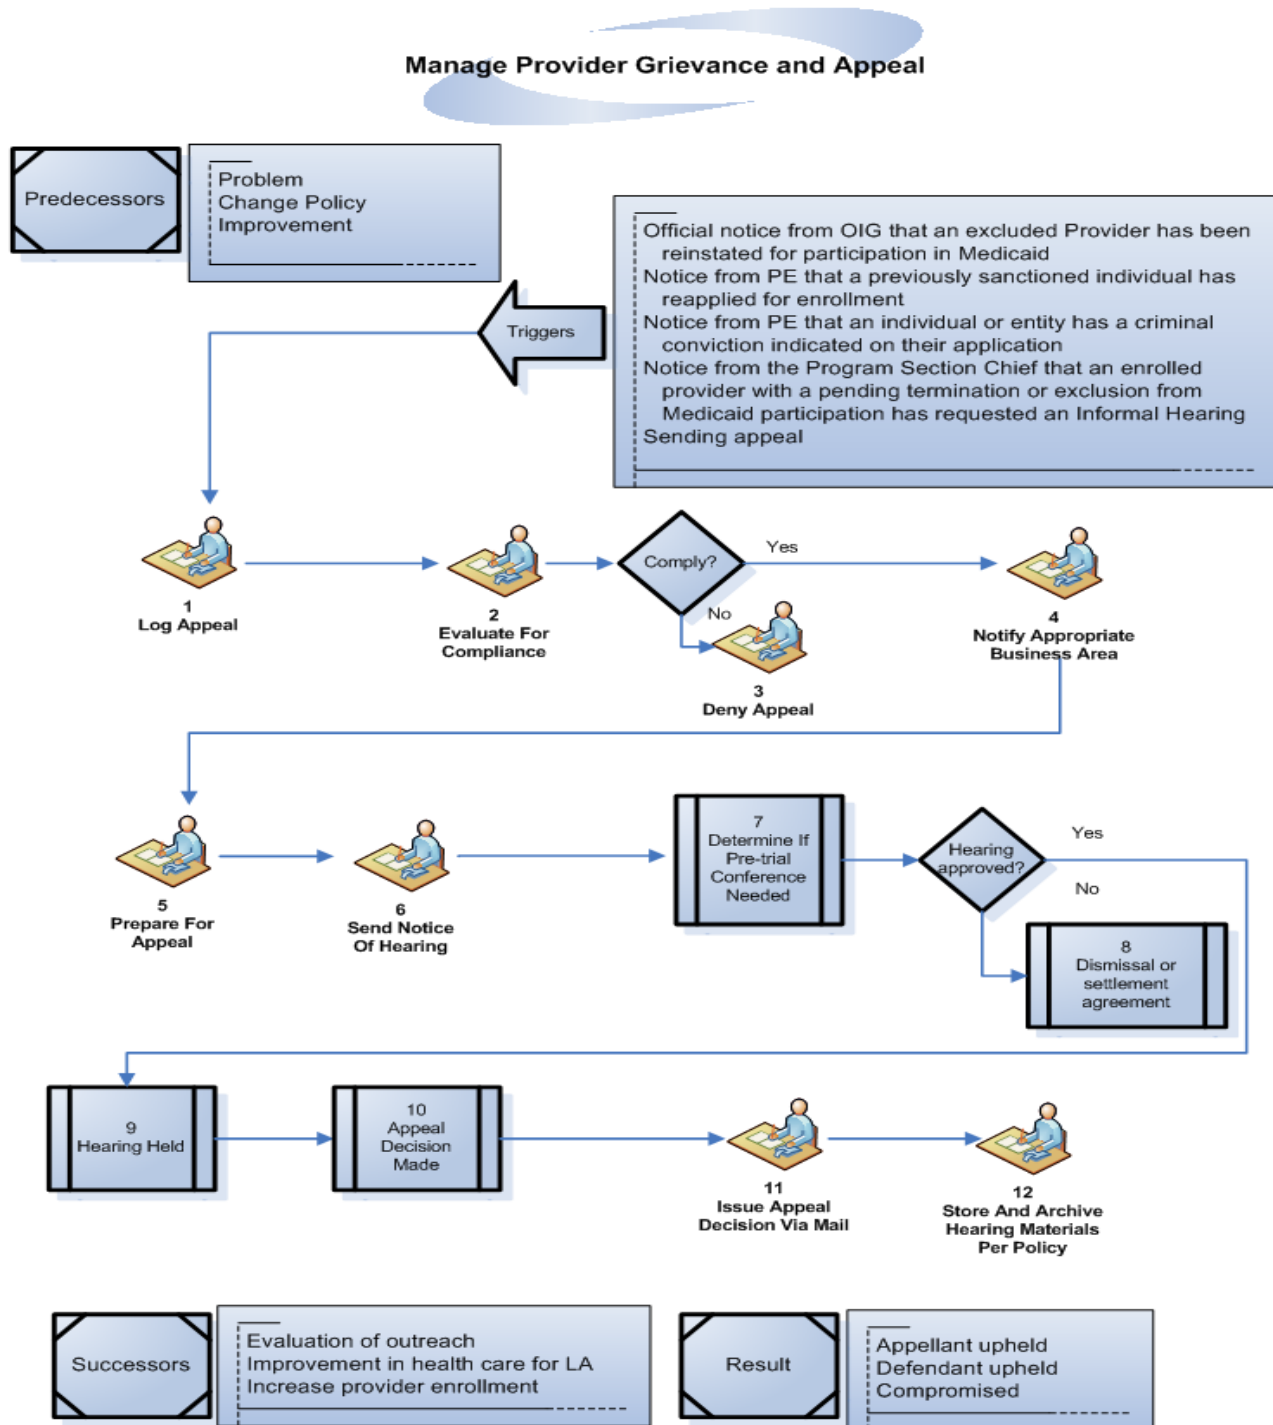 Manage Provider Grievance and Appeal
Predecessors
Problem
Change Policy
Improvement
Official notice from OIG that an excluded Provider has been
reinstated for participation in Medicaid
Notice from PE that a previously sanctioned individual has
reapplied for enrollment
Notice from PE that an individual or entity has a criminal
conviction indicated on their application
Notice from the Program Section Chief that an enrolled
provider with a pending termination or exclusion from
Medicaid participation has requested an Informal Hearing
Sending appeal
Triggers
1
Log Appeal
2
Evaluate For
Compliance
Comply?
Yes
No
3
Deny Appeal
4
Notify Appropriate
Business Area
5
Prepare For
Appeal
6
Send Notice
Of Hearing
7
Determine If
Pre-trial
Conference
Needed
Hearing
approved?
Yes
No
8
Dismissal or
settlement
agreement
9
Hearing Held
10
Appeal
Decision
Made
11
Issue Appeal
Decision Via Mail
12
Store And Archive
Hearing Materials
Per Policy
Successors
Evaluation of outreach
Improvement in health care for LA
Increase provider enrollment
Result
Appellant upheld
Defendant upheld
Compromised